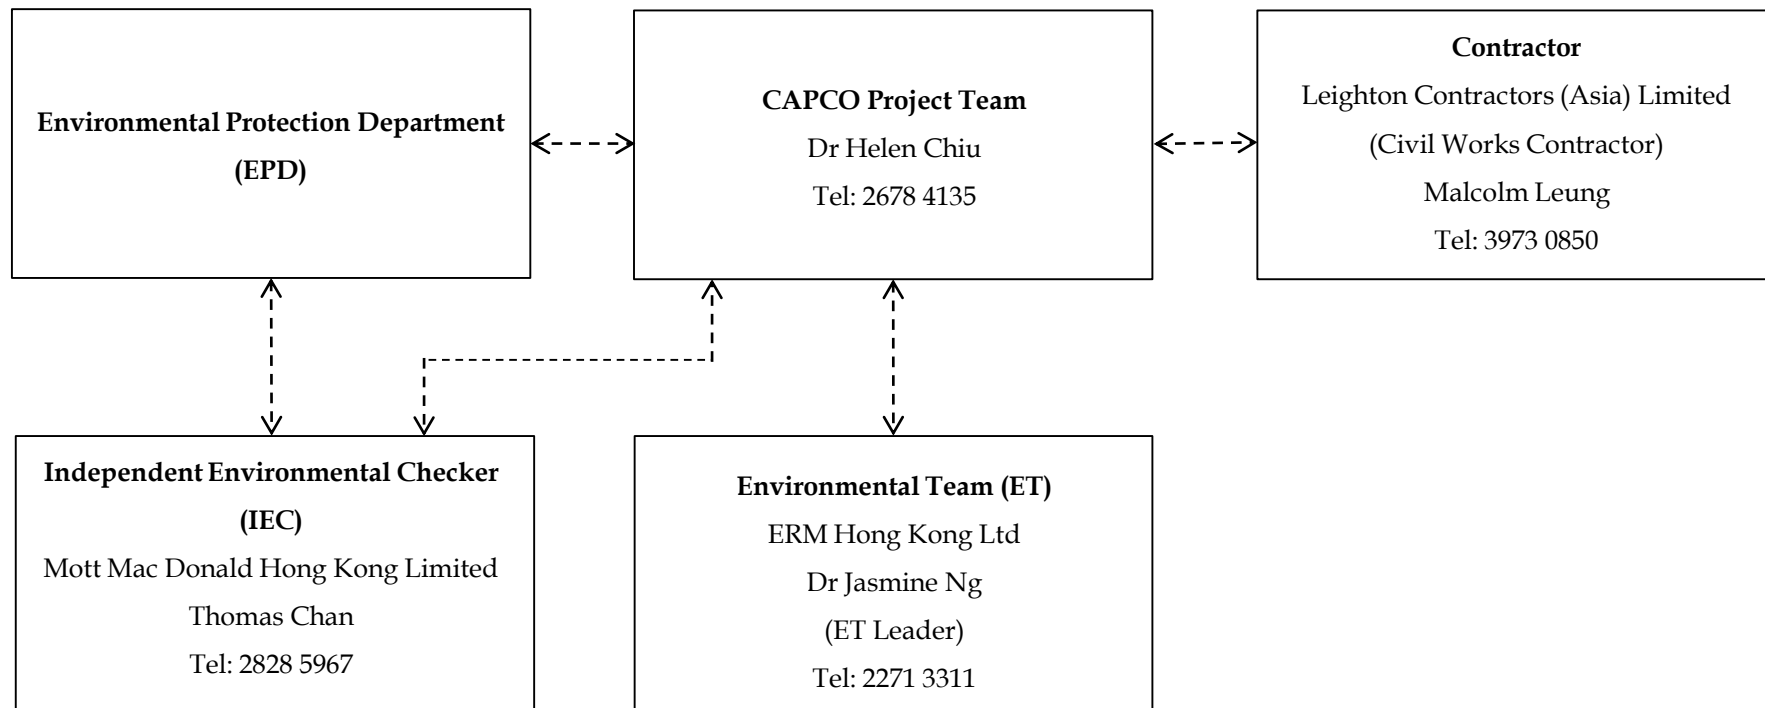 Environmental Protection Department
(EPD)
CAPCO Project Team
Dr Helen Chiu
Tel: 2678 4135
Contractor
Leighton Contractors (Asia) Limited
(Civil Works Contractor)
Malcolm Leung
Tel: 3973 0850
Independent Environmental Checker
(IEC)
Mott Mac Donald Hong Kong Limited
Thomas Chan
Tel: 2828 5967
Environmental Team (ET)
ERM Hong Kong Ltd
Dr Jasmine Ng
(ET Leader)
Tel: 2271 3311